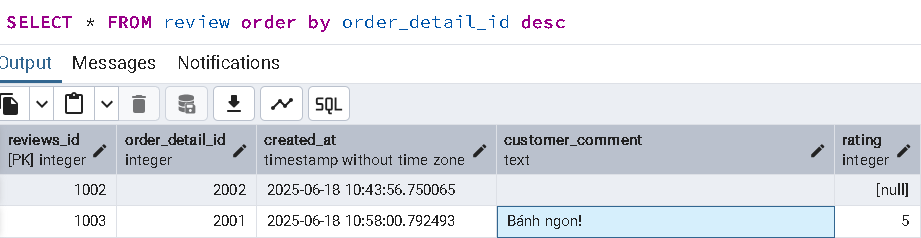 SELECT * FROM review order by order_detail_id desc
Output Messages Notifications
SQL
reviews_id order_detail_id created_at customer_comment rating
[PK] integer integer timestamp without time zone text integer
1002 2002 2025-06-18 10:43:56.750065 [null]
1003 2001 2025-06-18 10:58:00.792493 Bánh ngon! 5